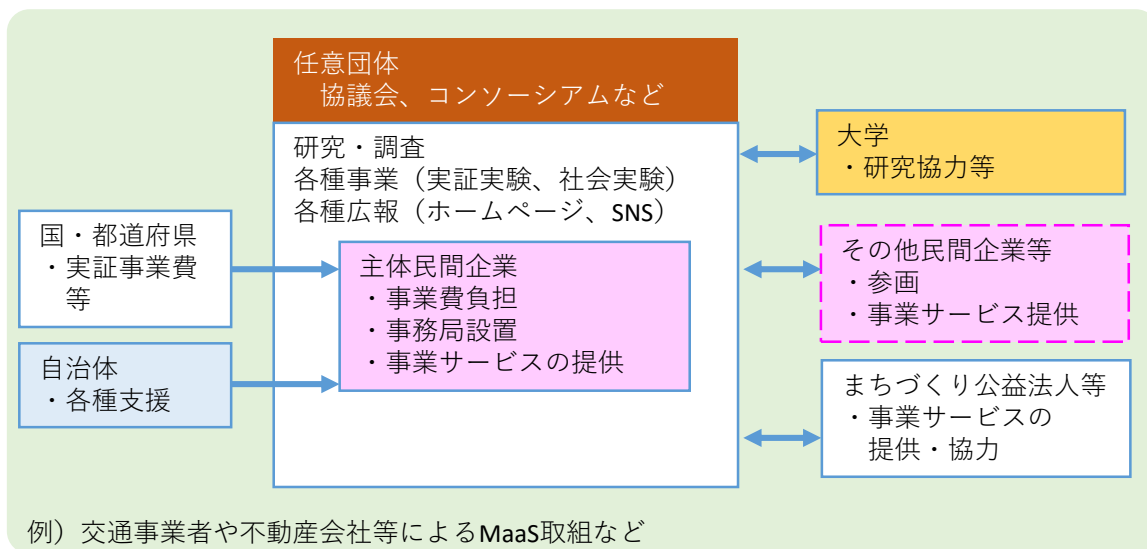 任意団体
協議会、コンソーシアムなど
研究・調査
各種事業（実証実験、社会実験）
各種広報（ホームページ、SNS）
国・都道府県
・実証事業費
等
自治体
・各種支援
主体民間企業
・事業費負担
・事務局設置
・事業サービスの提供
大学
・研究協力等
その他民間企業等
・参画
・事業サービス提供
まちづくり公益法人等
・事業サービスの
提供・協力
例）交通事業者や不動産会社等によるMaaS取組など